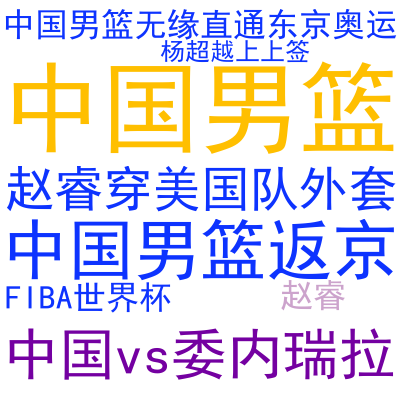 中国男篮无缘直通东京奥运
杨超越上上签
中国男篮
赵睿穿美国队外套
中国男篮返京
FIBA世界杯
赵睿
中国vs委内瑞拉